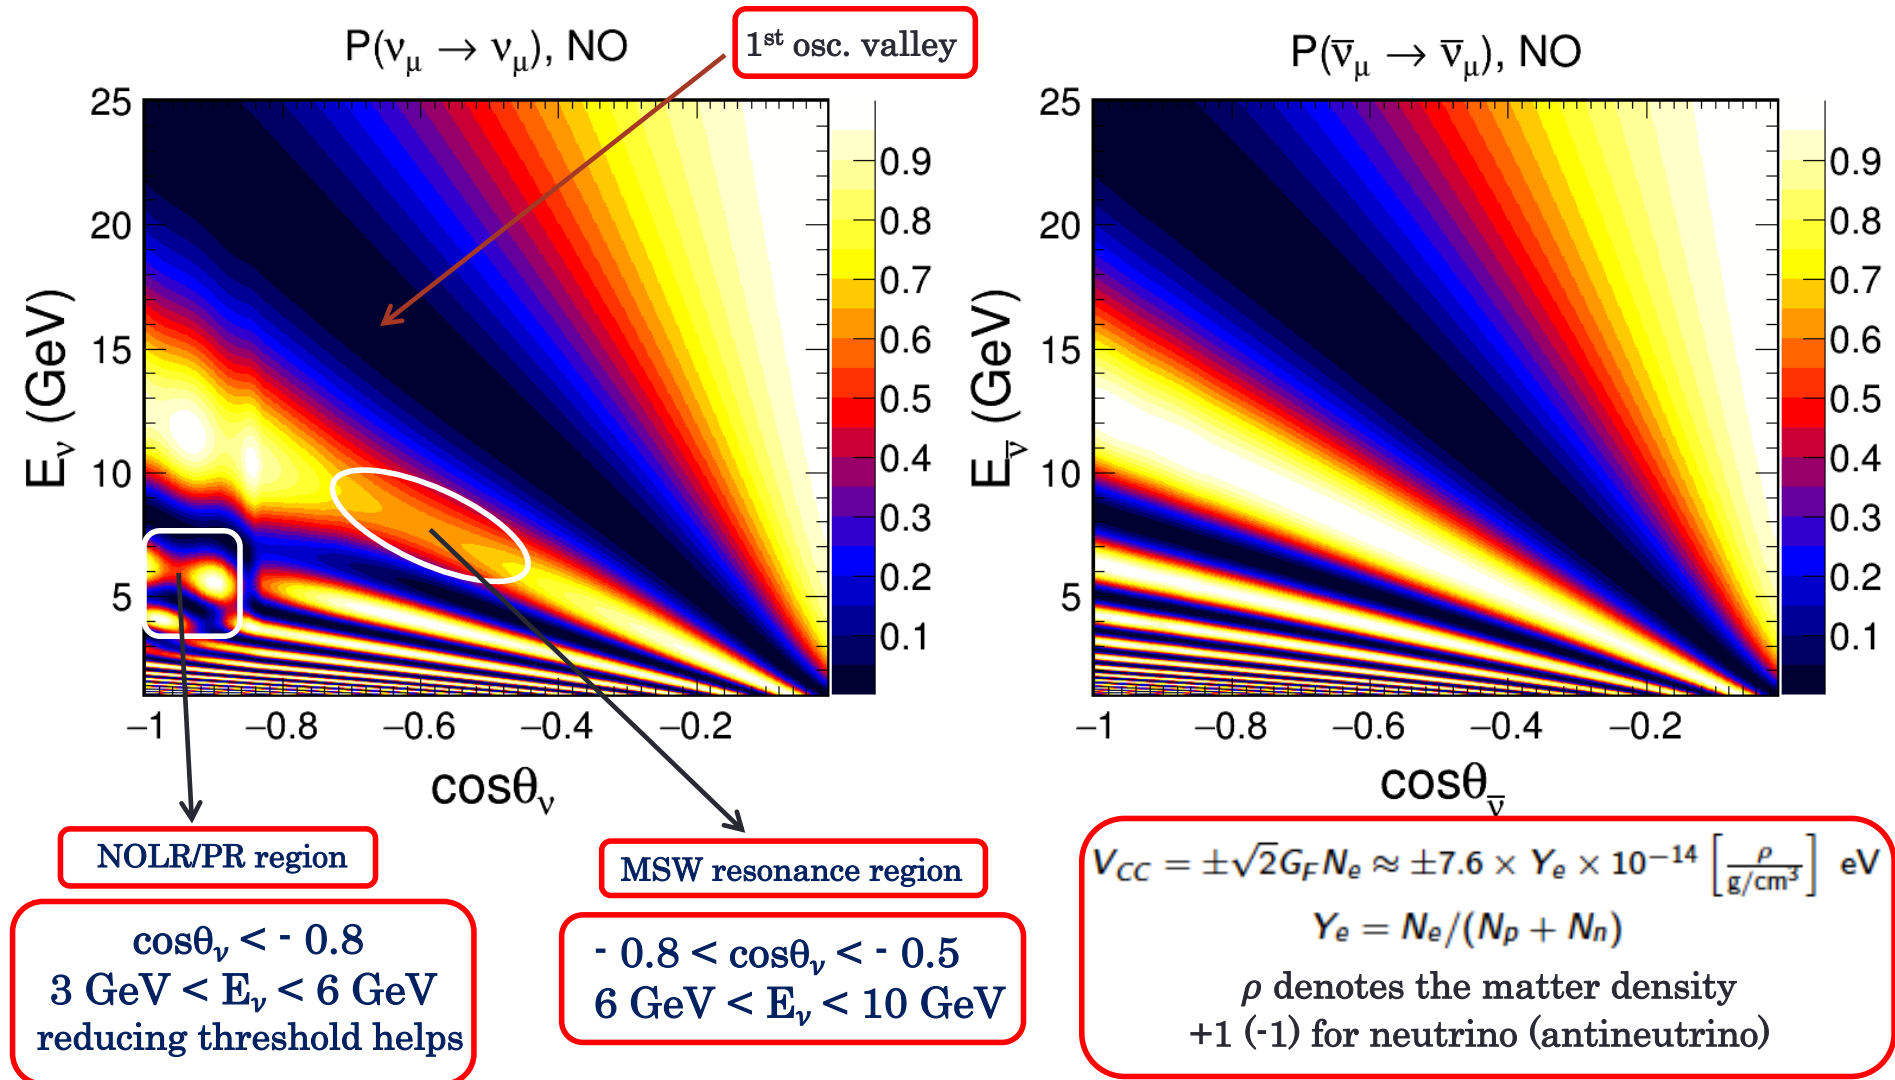 P(νμ → νμ), NO
1st osc. valley
P(ν̄μ → ν̄μ), NO
25
20
15
10
5
Eν (GeV)
−1
−0.8
−0.6
−0.4
−0.2
cosθν
0.9
0.8
0.7
0.6
0.5
0.4
0.3
0.2
0.1
25
20
15
10
5
Eν̄ (GeV)
−1
−0.8
−0.6
−0.4
−0.2
cosθν̄
0.9
0.8
0.7
0.6
0.5
0.4
0.3
0.2
0.1
NOLR/PR region
cosθν < - 0.8
3 GeV < Eν < 6 GeV
reducing threshold helps
MSW resonance region
- 0.8 < cosθν < - 0.5
6 GeV < Eν < 10 GeV
VCC = ±√2GFNe ≈ ±7.6 × Ye × 10−14 [ρ / g/cm3] eV
Ye = Ne/(Np + Nn)
ρ denotes the matter density
+1 (-1) for neutrino (antineutrino)